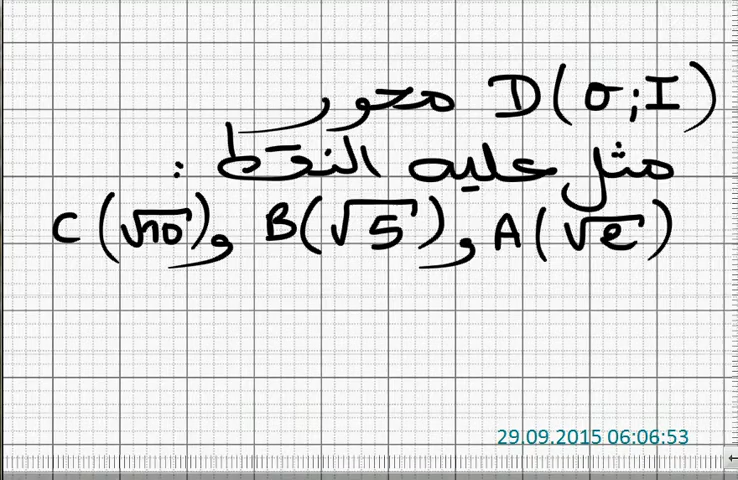 D(O;I) محور
مثل عليه النقط :
A(√2) و B(√5) و C(√10)
29.09.2015 06:06:53